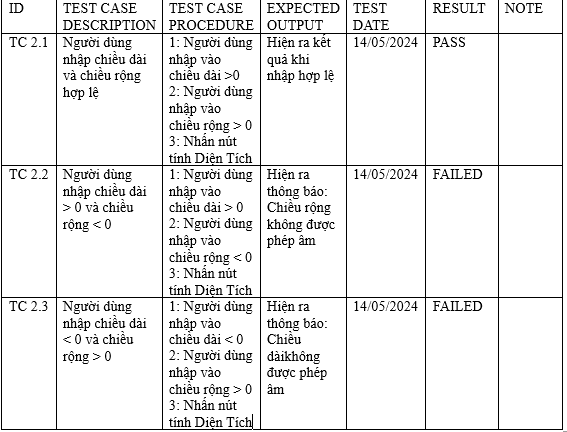 ID
TEST CASE
DESCRIPTION
TEST CASE
PROCEDURE
EXPECTED
OUTPUT
TEST
DATE
RESULT
NOTE
TC 2.1
Người dùng
nhập chiều dài
và chiều rộng
hợp lệ
1: Người dùng
nhập vào
chiều dài >0
2: Người dùng
nhập vào
chiều rộng > 0
3: Nhấn nút
tính Diện Tích
Hiện ra kết
quả khi
nhập hợp lệ
14/05/2024
PASS
TC 2.2
Người dùng
nhập chiều dài
> 0 và chiều
rộng < 0
1: Người dùng
nhập vào
chiều dài > 0
2: Người dùng
nhập vào
chiều rộng < 0
3: Nhấn nút
tính Diện Tích
Hiện ra
thông báo:
Chiều rộng
không được
phép âm
14/05/2024
FAILED
TC 2.3
Người dùng
nhập chiều dài
< 0 và chiều
rộng > 0
1: Người dùng
nhập vào
chiều dài < 0
2: Người dùng
nhập vào
chiều rộng > 0
3: Nhấn nút
tính Diện Tích
Hiện ra
thông báo:
Chiều
dàikhông
được phép
âm
14/05/2024
FAILED